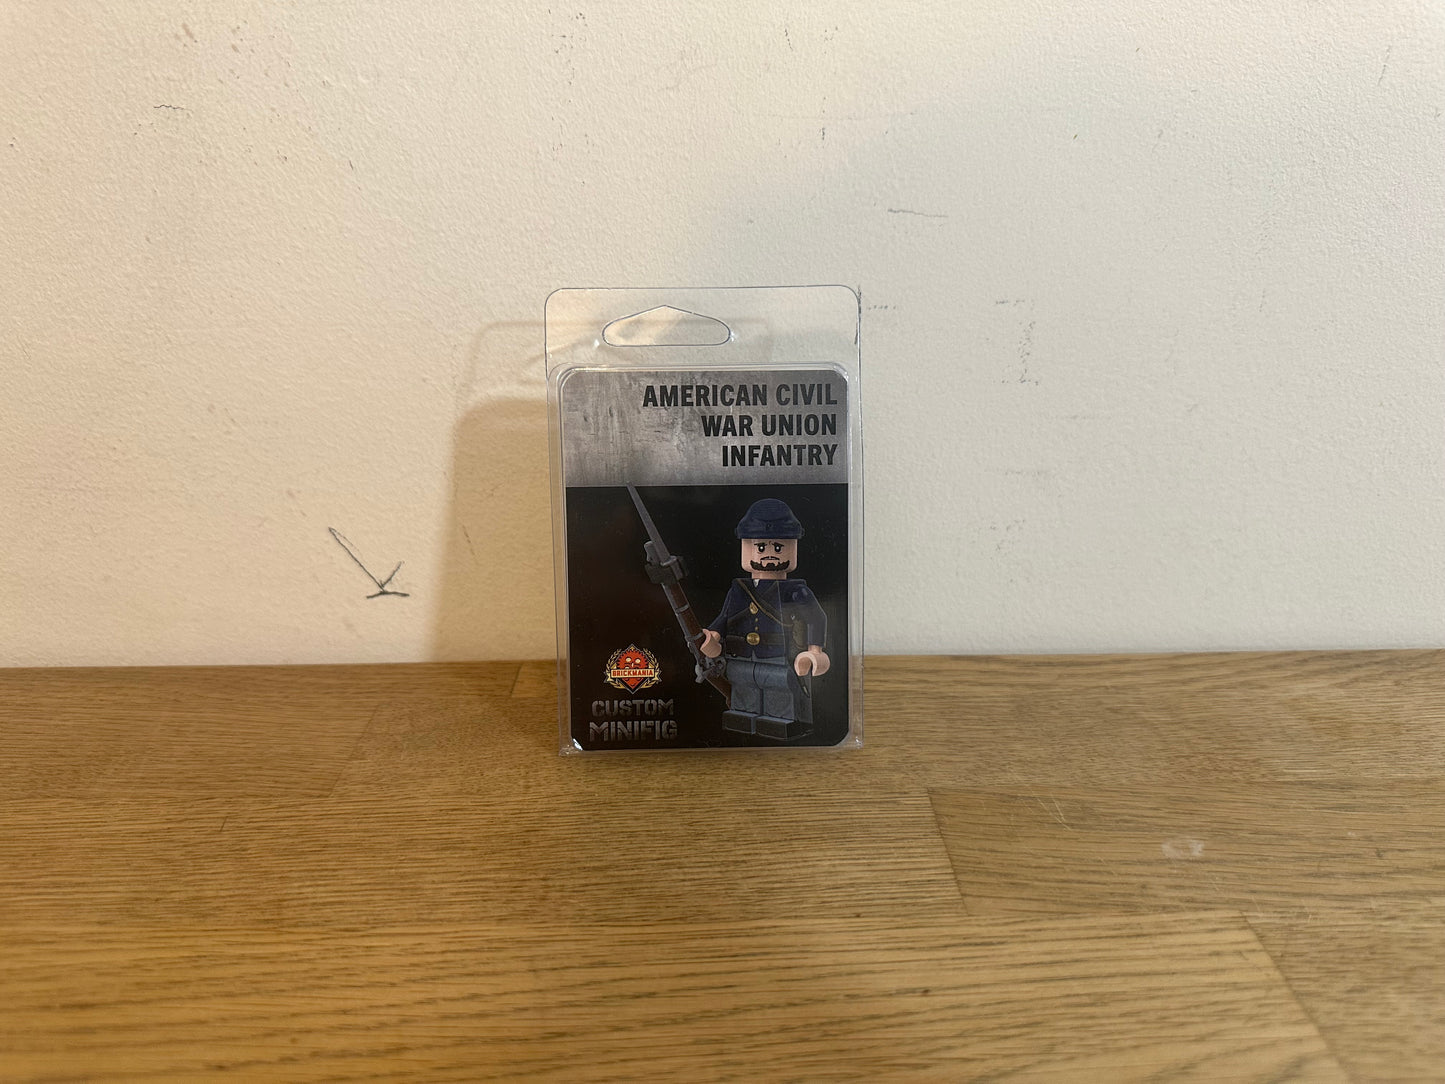 AMERICAN CIVIL
WAR UNION
INFANTRY
BRICKMANIA
CUSTOM
MINIFIG